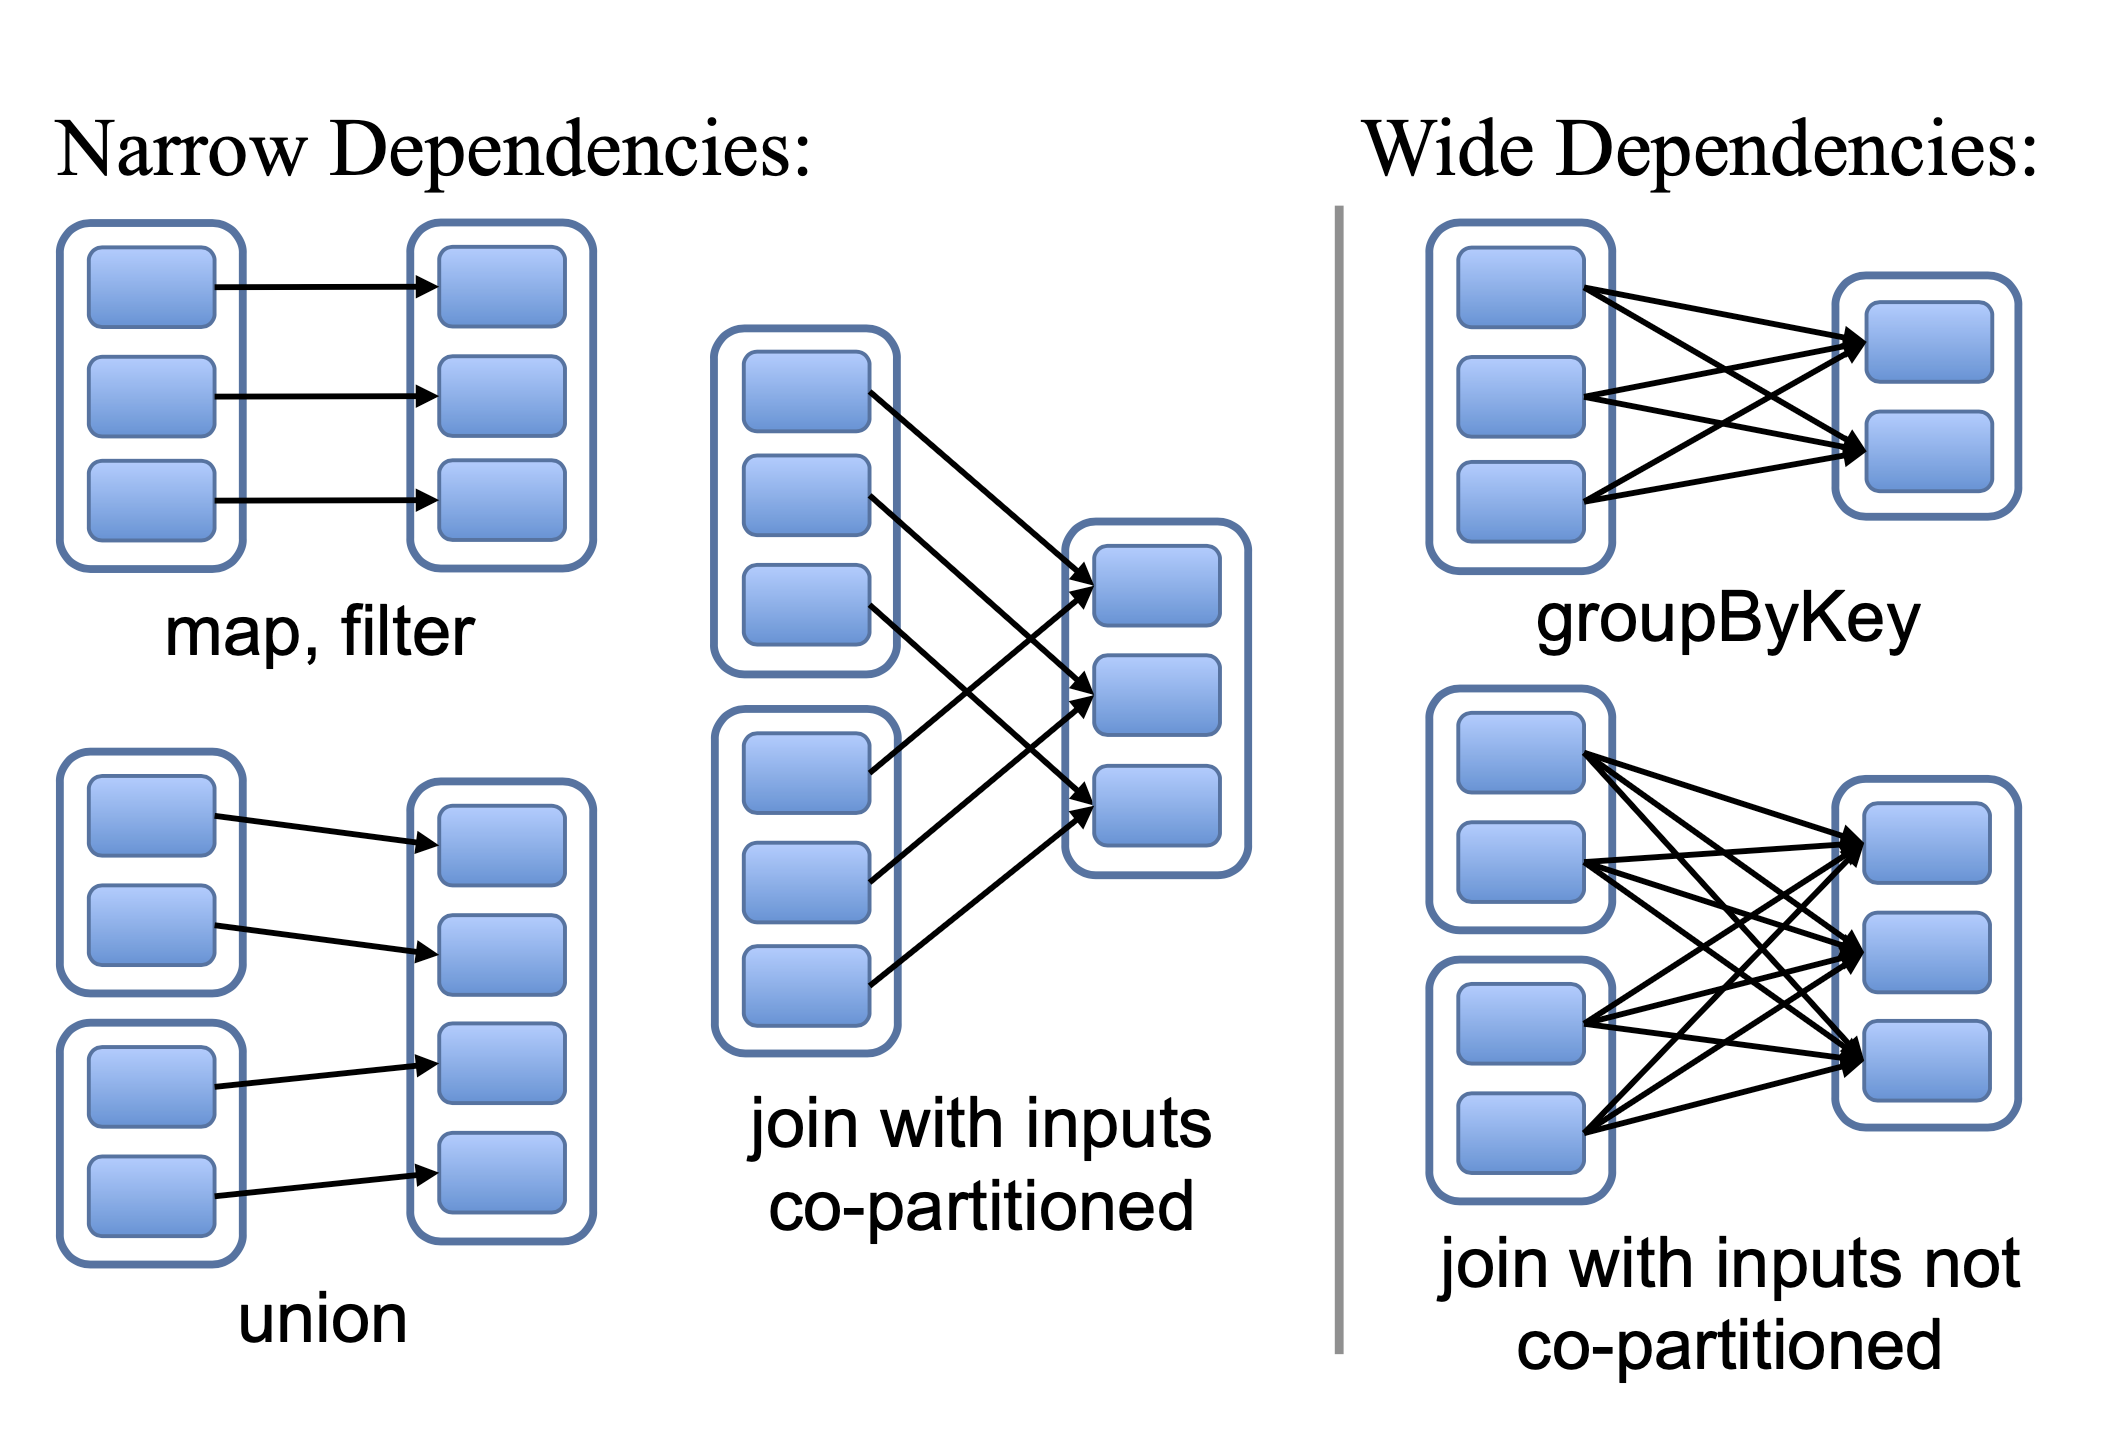 Narrow Dependencies:
map, filter
union
join with inputs
co-partitioned
Wide Dependencies:
groupByKey
join with inputs not
co-partitioned